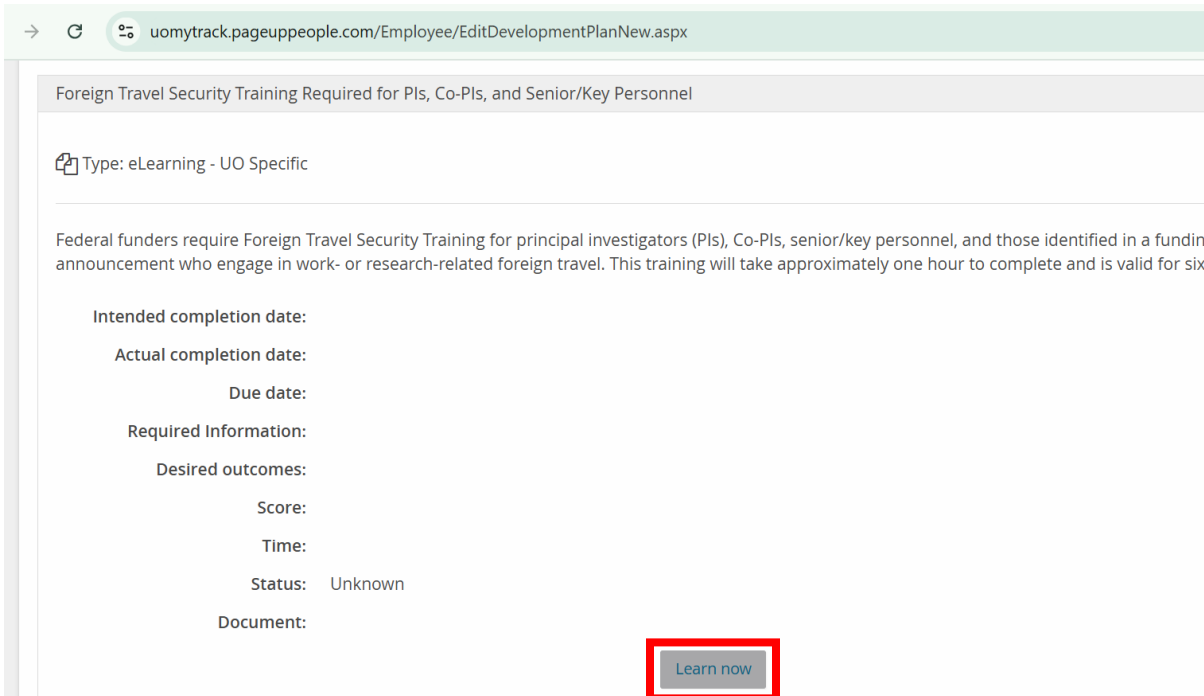 uomytrack.pageuppeople.com/Employee/EditDevelopmentPlanNew.aspx
Foreign Travel Security Training Required for PIs, Co-PIs, and Senior/Key Personnel
Type: eLearning - UO Specific
Federal funders require Foreign Travel Security Training for principal investigators (PIs), Co-PIs, senior/key personnel, and those identified in a
announcement who engage in work- or research-related foreign travel. This training will take approximately one hour to complete and is valid for six
Intended completion date:
Actual completion date:
Due date:
Required Information:
Desired outcomes:
Score:
Time:
Status: Unknown
Document:
Learn now